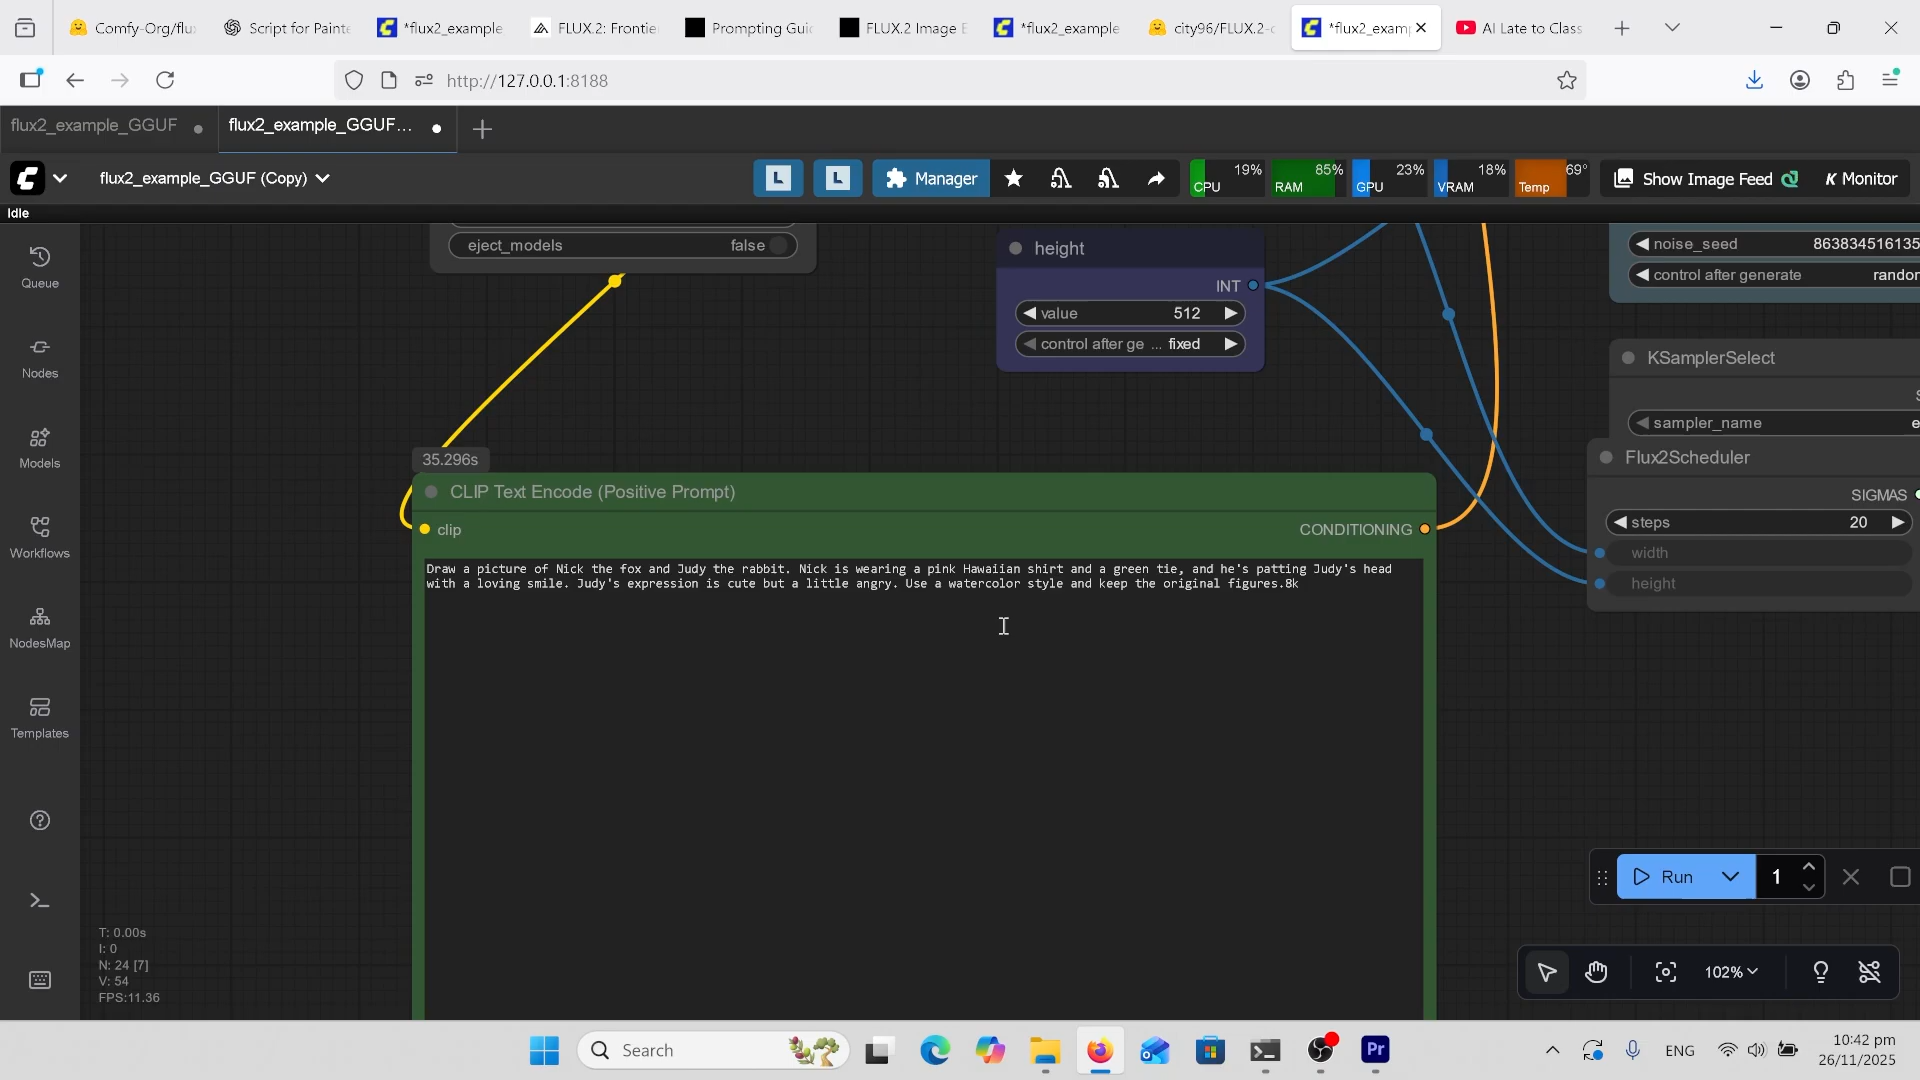 Comfy-Org/flu
Script for Painte
*flux2_example
FLUX.2: Frontie
Prompting Gui
FLUX.2 Image E
*flux2_example
city96/FLUX.2-
*flux2_exam
AI Late to Class
http://127.0.0.1:8188
flux2_example_GGUF
flux2_example_GGUF...
flux2_example_GGUF (Copy)
L
L
Manager
CPU 19%
RAM 85%
GPU 23%
VRAM 18%
Temp 69°
Show Image Feed
Monitor
Idle
Queue
Nodes
Models
Workflows
NodesMap
Templates
eject_models false
height
INT
value 512
control after ge ... fixed
noise_seed 863834516135
control after generate randor
KSamplerSelect
sampler_name e
Flux2Scheduler
SIGMAS
steps 20
width
height
35.296s
CLIP Text Encode (Positive Prompt)
clip
CONDITIONING
Draw a picture of Nick the fox and Judy the rabbit. Nick is wearing a pink Hawaiian shirt and a green tie, and he's patting Judy's head
with a loving smile. Judy's expression is cute but a little angry. Use a watercolor style and keep the original figures.8k
Run
1
T: 0.00s
I: 0
N: 24 [7]
V: 54
FPS:11.36
102%
Search
Pr
ENG
10:42 pm
26/11/2025